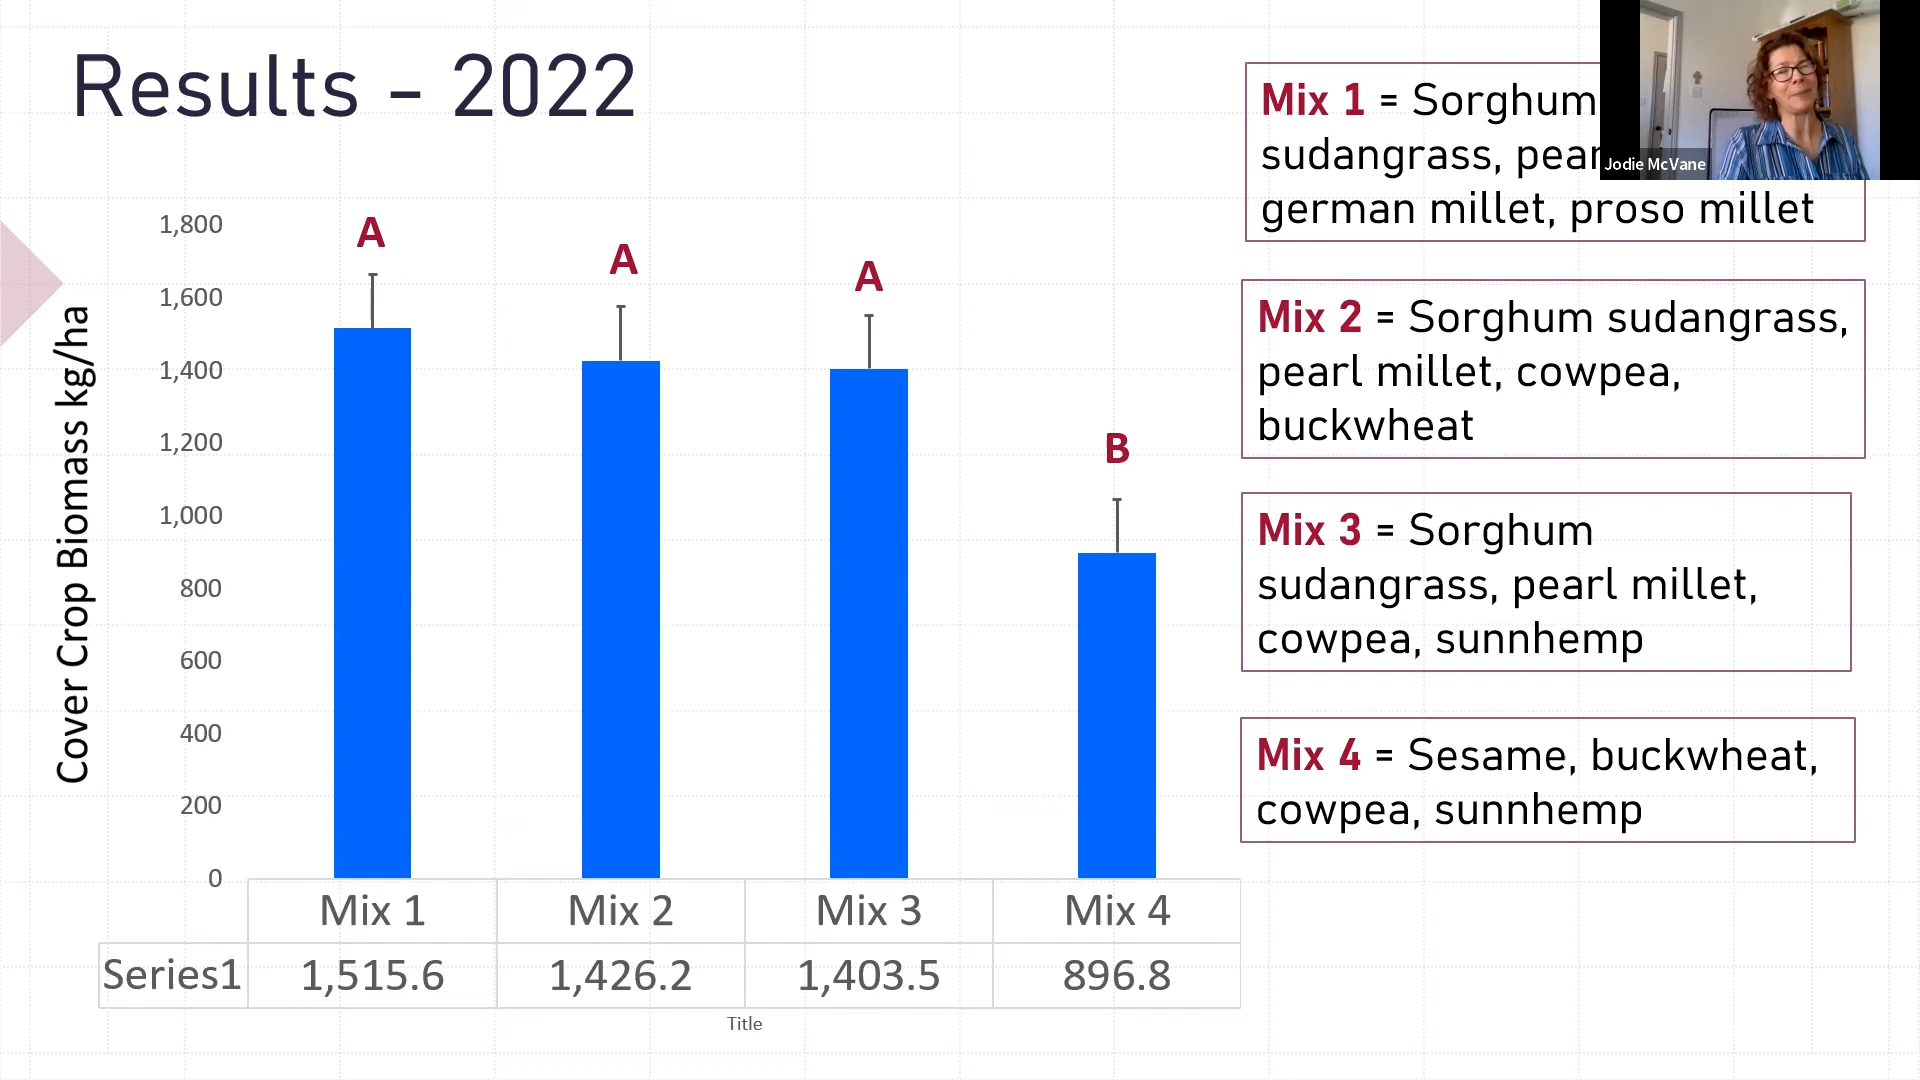 Results - 2022
Mix 1 = Sorghum
sudangrass,
german millet, proso millet
Jodie McVane
Mix 2 = Sorghum sudangrass,
pearl millet, cowpea,
buckwheat
Mix 3 = Sorghum
sudangrass, pearl millet,
cowpea, sunnhemp
Mix 4 = Sesame, buckwheat,
cowpea, sunnhemp
Cover Crop Biomass kg/ha
1,800
1,600
1,400
1,200
1,000
800
600
400
200
0
A
A
A
B
Mix 1 Mix 2 Mix 3 Mix 4
Series1 1,515.6 1,426.2 1,403.5 896.8
Title